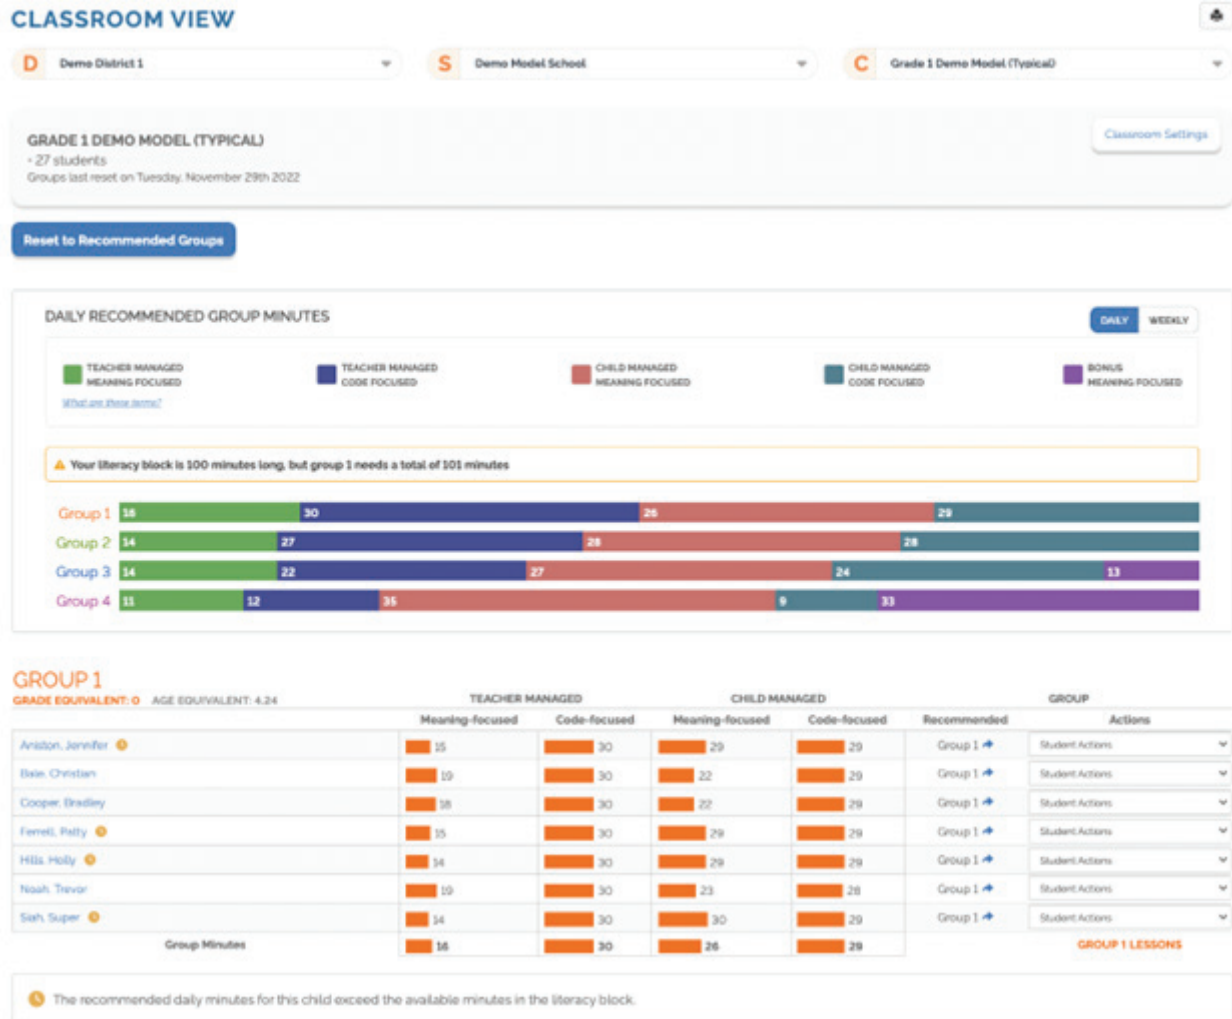 CLASSROOM VIEW
D Demo District 1 S Demo Model School C Grade 1 Demo Model (Typical)
GRADE 1 DEMO MODEL (TYPICAL)
• 27 students
Groups last reset on Tuesday, November 29th 2022
Classroom Settings
Reset to Recommended Groups
DAILY RECOMMENDED GROUP MINUTES
DAILY WEEKLY
TEACHER MANAGED TEACHER MANAGED CHILD MANAGED CHILD MANAGED BONUS
MEANING FOCUSED CODE FOCUSED MEANING FOCUSED CODE FOCUSED MEANING FOCUSED
What are these terms?
Your literacy block is 100 minutes long, but group 1 needs a total of 101 minutes
Group 1 16 30 26 29
Group 2 14 27 28 28
Group 3 14 22 27 24 13
Group 4 11 12 35 9 33
GROUP 1
GRADE EQUIVALENT: 0 AGE EQUIVALENT: 4.24 TEACHER MANAGED CHILD MANAGED GROUP
Meaning-focused Code-focused Meaning-focused Code-focused Recommended Actions
Aniston, Jennifer 15 30 29 29 Group 1 Student Actions
Bale, Christian 19 30 22 29 Group 1 Student Actions
Cooper, Bradley 18 30 22 29 Group 1 Student Actions
Ferrell, Patty 15 30 29 29 Group 1 Student Actions
Hills, Holly 14 30 29 29 Group 1 Student Actions
Noah, Trevor 19 30 23 28 Group 1 Student Actions
Siah, Super 14 30 30 29 Group 1 Student Actions
Group Minutes 16 30 26 29 GROUP 1 LESSONS
The recommended daily minutes for this child exceed the available minutes in the literacy block.